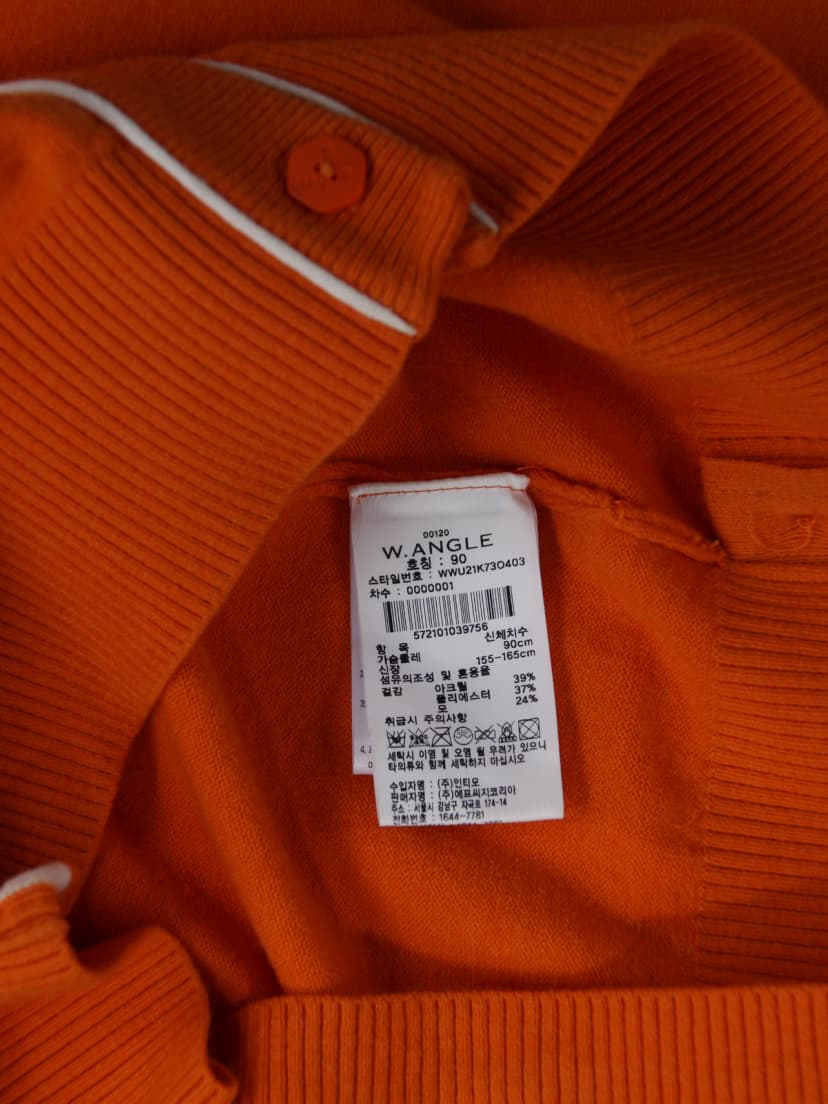 00120
W.ANGLE
호칭 : 90
스타일번호 : WWU21K73O403
차수 : 0000001
572101039756
항 목 신체치수
가슴둘레 90cm
신장 155-165cm
섬유의조성 및 혼용율
겉감 아크릴 39%
폴리에스터 37%
모 24%
취급시 주의사항
세탁시 이염 및 오염 될 우려가 있으니
타의류와 함께 세탁하지 마십시오
수입자명 : (주)인티모
판매자명 : (주)에프씨지코리아
주소 : 서울시 강남구 자곡로 174-14
전화번호 : 1644-7781